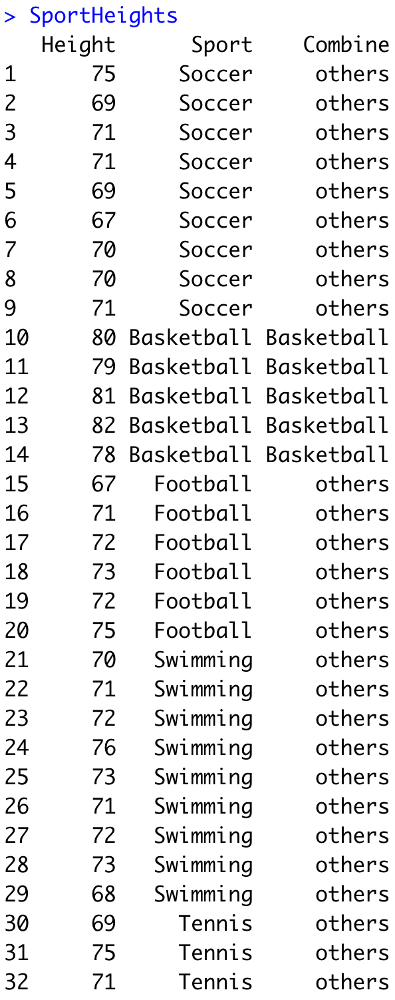 > SportHeights
Height Sport Combine
1 75 Soccer others
2 69 Soccer others
3 71 Soccer others
4 71 Soccer others
5 69 Soccer others
6 67 Soccer others
7 70 Soccer others
8 70 Soccer others
9 71 Soccer others
10 80 Basketball Basketball
11 79 Basketball Basketball
12 81 Basketball Basketball
13 82 Basketball Basketball
14 78 Basketball Basketball
15 67 Football others
16 71 Football others
17 72 Football others
18 73 Football others
19 72 Football others
20 75 Football others
21 70 Swimming others
22 71 Swimming others
23 72 Swimming others
24 76 Swimming others
25 73 Swimming others
26 71 Swimming others
27 72 Swimming others
28 73 Swimming others
29 68 Swimming others
30 69 Tennis others
31 75 Tennis others
32 71 Tennis others